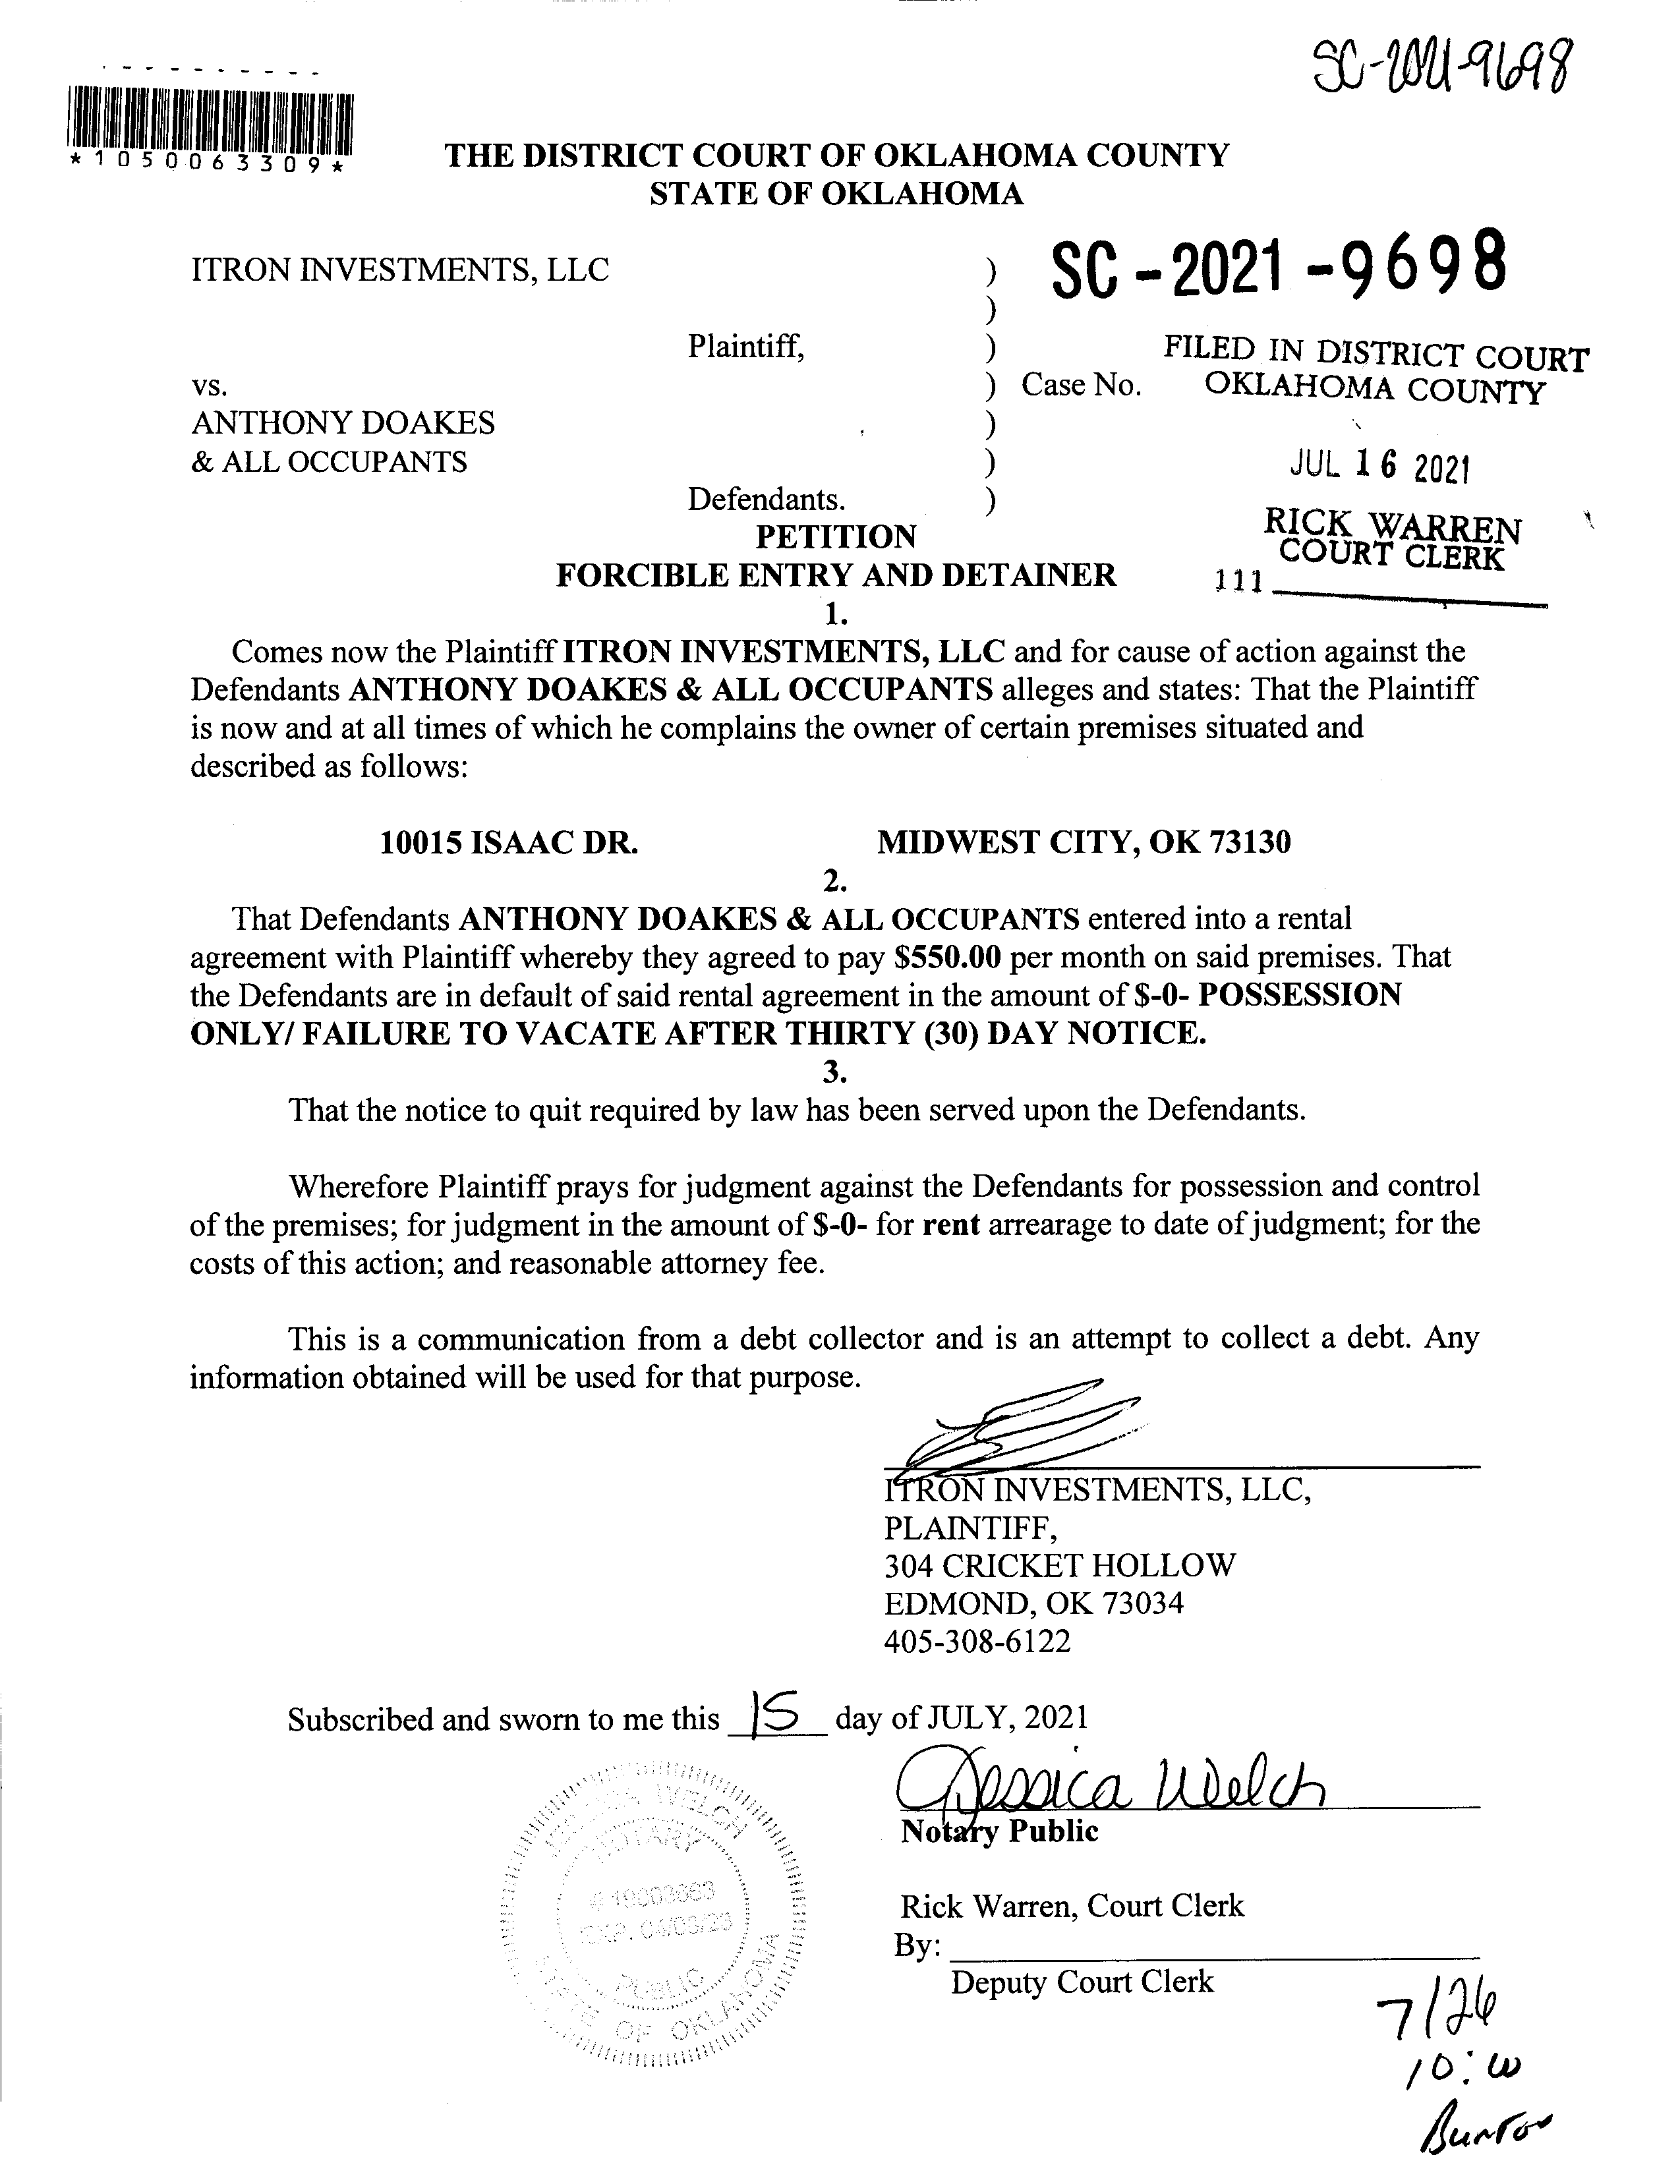 SC-2021-9698
*1050063309*
THE DISTRICT COURT OF OKLAHOMA COUNTY
STATE OF OKLAHOMA
ITRON INVESTMENTS, LLC )
SC-2021-9698
)
Plaintiff, )
FILED IN DISTRICT COURT
vs. ) Case No.
OKLAHOMA COUNTY
ANTHONY DOAKES )
& ALL OCCUPANTS )
JUL 16 2021
Defendants. )
RICK WARREN
COURT CLERK
111
PETITION
FORCIBLE ENTRY AND DETAINER
1.
Comes now the Plaintiff ITRON INVESTMENTS, LLC and for cause of action against the
Defendants ANTHONY DOAKES & ALL OCCUPANTS alleges and states: That the Plaintiff
is now and at all times of which he complains the owner of certain premises situated and
described as follows:
10015 ISAAC DR. MIDWEST CITY, OK 73130
2.
That Defendants ANTHONY DOAKES & ALL OCCUPANTS entered into a rental
agreement with Plaintiff whereby they agreed to pay $550.00 per month on said premises. That
the Defendants are in default of said rental agreement in the amount of $-0- POSSESSION
ONLY/ FAILURE TO VACATE AFTER THIRTY (30) DAY NOTICE.
3.
That the notice to quit required by law has been served upon the Defendants.
Wherefore Plaintiff prays for judgment against the Defendants for possession and control
of the premises; for judgment in the amount of $-0- for rent arrearage to date of judgment; for the
costs of this action; and reasonable attorney fee.
This is a communication from a debt collector and is an attempt to collect a debt. Any
information obtained will be used for that purpose.
ITRON INVESTMENTS, LLC,
PLAINTIFF,
304 CRICKET HOLLOW
EDMOND, OK 73034
405-308-6122
Subscribed and sworn to me this 15 day of JULY, 2021
Jessica Welch
Notary Public
JESSICA WELCH
NOTARY
PUBLIC
STATE OF OKLAHOMA
Rick Warren, Court Clerk
By:
Deputy Court Clerk
7/26
10: